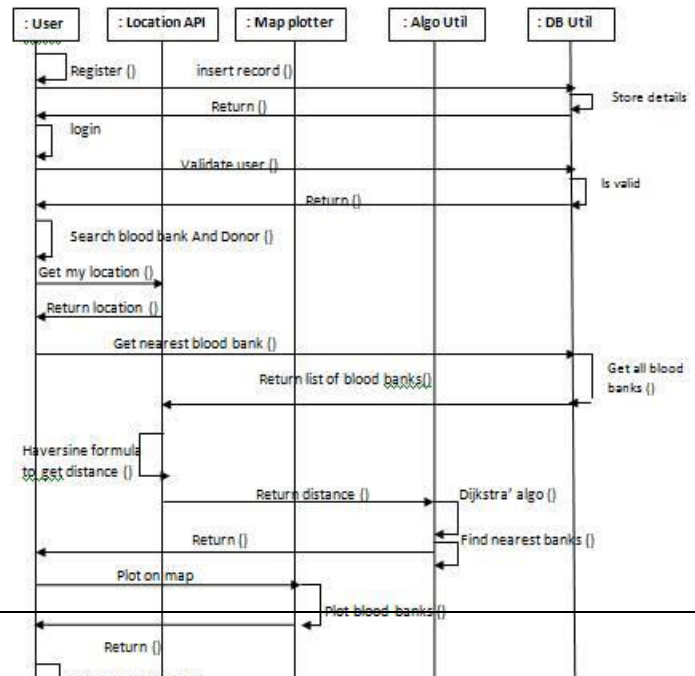 : User
: Location API
: Map plotter
: Algo Util
: DB Util
Register ()
insert record()
Store details
Return ()
login
Validate user ()
Is valid
Return ()
Search blood bank And Donor ()
Get my location ()
Return location ()
Get nearest blood bank ()
Get all blood
banks ()
Return list of blood banks()
Haversine formula
to get distance ()
Return distance ()
Dijkstra' algo ()
Return ()
Find nearest banks ()
Plot on map
Plot blood banks()
Return ()